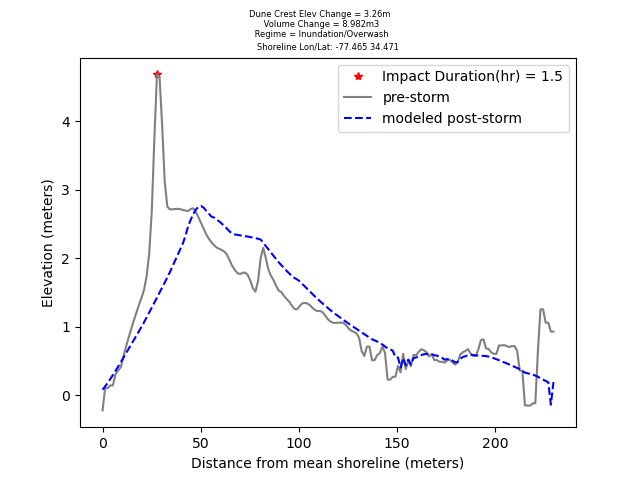 Dune Crest Elev Change = 3.26m
Volume Change = 8.982m3
Regime = Inundation/Overwash
Shoreline Lon/Lat: -77.465 34.471
Impact Duration(hr) = 1.5
pre-storm
modeled post-storm
4
3
2
1
0
Elevation (meters)
0 50 100 150 200
Distance from mean shoreline (meters)